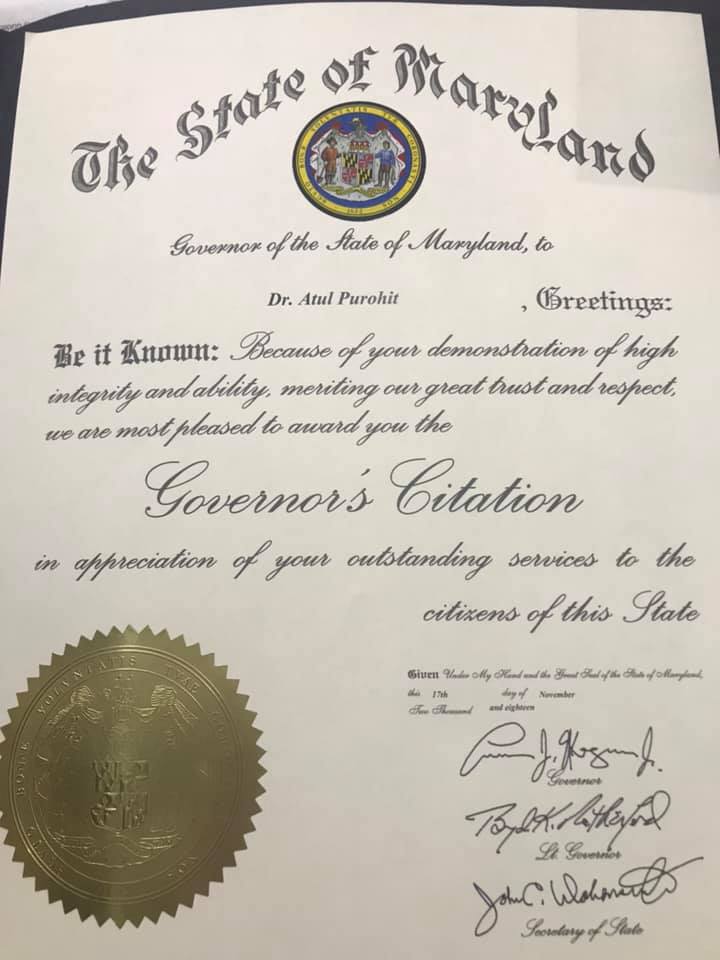 The State of Maryland
Governor of the State of Maryland, to
Dr. Atul Purohit , Greetings:
Be it Known: Because of your demonstration of high
integrity and ability, meriting our great trust and respect,
we are most pleased to award you the
Governor's Citation
in appreciation of your outstanding services to the
citizens of this State
Given Under My Hand and the Great Seal of the State of Maryland,
this 17th day of November
Two Thousand and eighteen
Governor
Boyd K. Rutherford
Lt. Governor
John C. Wobensmith
Secretary of State